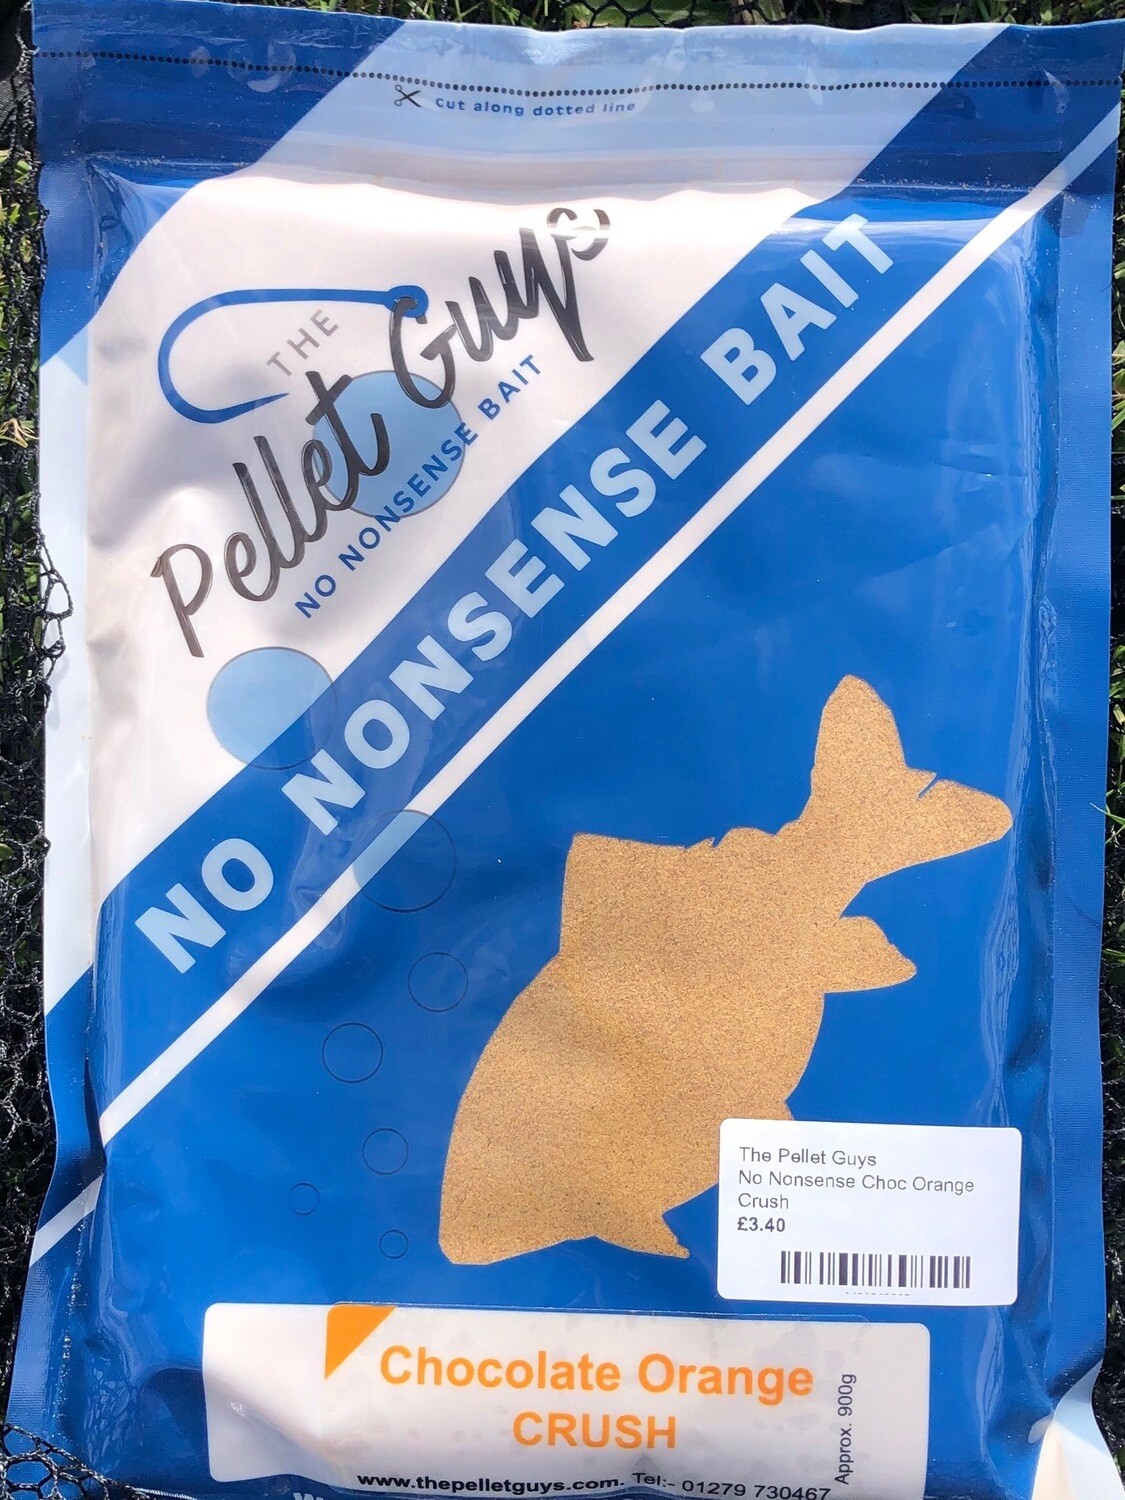 Cut along dotted line
THE
Pellet Guys
NO NONSENSE BAIT
NO NONSENSE BAIT
The Pellet Guys
No Nonsense Choc Orange
Crush
£3.40
Chocolate Orange
CRUSH
Approx. 900g
www.thepelletguys.com. Tel:- 01279 730467